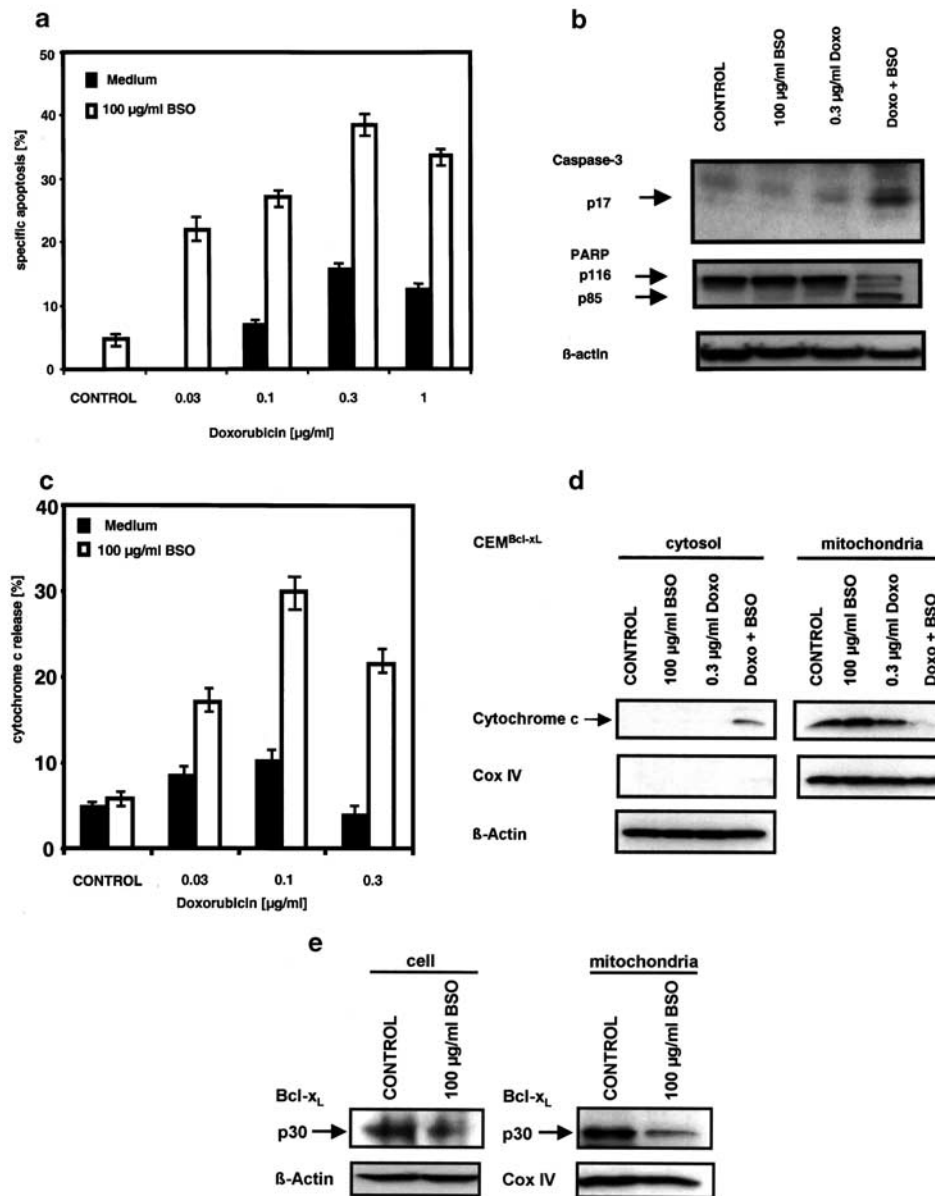 a
50
40
30
20
10
0
specific apoptosis [%]
Medium
100 µg/ml BSO
CONTROL 0.03 0.1 0.3 1
Doxorubicin [µg/ml]
b
CONTROL
100 µg/ml BSO
0.3 µg/ml Doxo
Doxo + BSO
Caspase-3
p17
PARP
p116
p85
ß-actin
c
40
30
20
10
0
cytochrome c release [%]
Medium
100 µg/ml BSO
CONTROL 0.03 0.1 0.3
Doxorubicin [µg/ml]
d
CEMBcl-xL
cytosol mitochondria
CONTROL
100 µg/ml BSO
0.3 µg/ml Doxo
Doxo + BSO
CONTROL
100 µg/ml BSO
0.3 µg/ml Doxo
Doxo + BSO
Cytochrome c
Cox IV
ß-Actin
e
cell mitochondria
CONTROL
100 µg/ml BSO
CONTROL
100 µg/ml BSO
Bcl-xL Bcl-xL
p30 p30
ß-Actin Cox IV